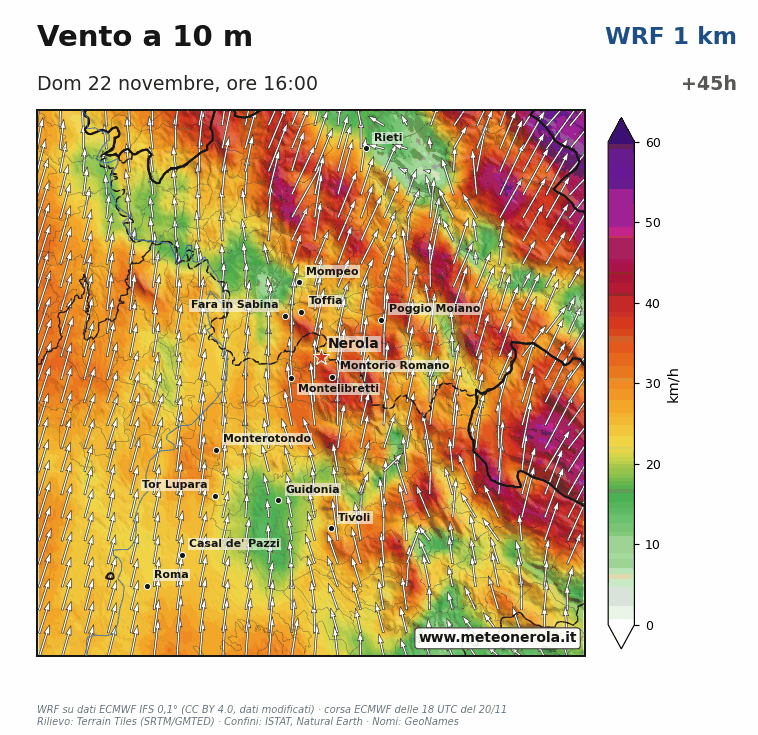 Vento a 10 m
WRF 1 km
Dom 22 novembre, ore 16:00
+45h
Rieti
Mompeo
Toffia
Fara in Sabina
Poggio Moiano
Nerola
Montorio Romano
Montelibretti
Monterotondo
Tor Lupara
Guidonia
Tivoli
Casal de' Pazzi
Roma
www.meteonerola.it
60
50
40
30
20
10
0
km/h
WRF su dati ECMWF IFS 0,1° (CC BY 4.0, dati modificati) · corsa ECMWF delle 18 UTC del 20/11
Rilievo: Terrain Tiles (SRTM/GMTED) · Confini: ISTAT, Natural Earth · Nomi: GeoNames